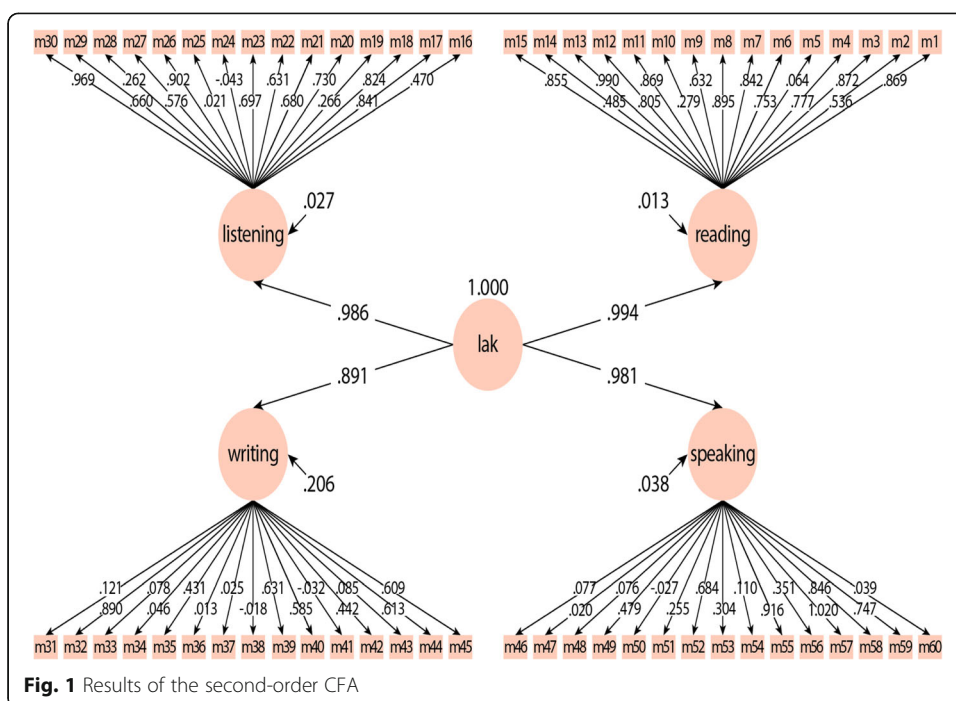 m30 m29 m28 m27 m26 m25 m24 m23 m22 m21 m20 m19 m18 m17 m16
m15 m14 m13 m12 m11 m10 m9 m8 m7 m6 m5 m4 m3 m2 m1
.969 .262 .902 -.043 .631 .730 .824 .470
.660 .576 .021 .697 .680 .266 .841
.855 .990 .869 .632 .842 .064 .872 .869
.485 .805 .279 .895 .753 .777 .536
.027
listening
.013
reading
1.000
.986
.994
lak
.891
.981
writing
.206
speaking
.038
.121 .078 .431 .025 .631 -.032 .085 .609
.890 .046 .013 -.018 .585 .442 .613
.077 .076 -.027 .684 .110 .351 .846 .039
.020 .479 .255 .304 .916 1.020 .747
m31 m32 m33 m34 m35 m36 m37 m38 m39 m40 m41 m42 m43 m44 m45
m46 m47 m48 m49 m50 m51 m52 m53 m54 m55 m56 m57 m58 m59 m60
Fig. 1 Results of the second-order CFA